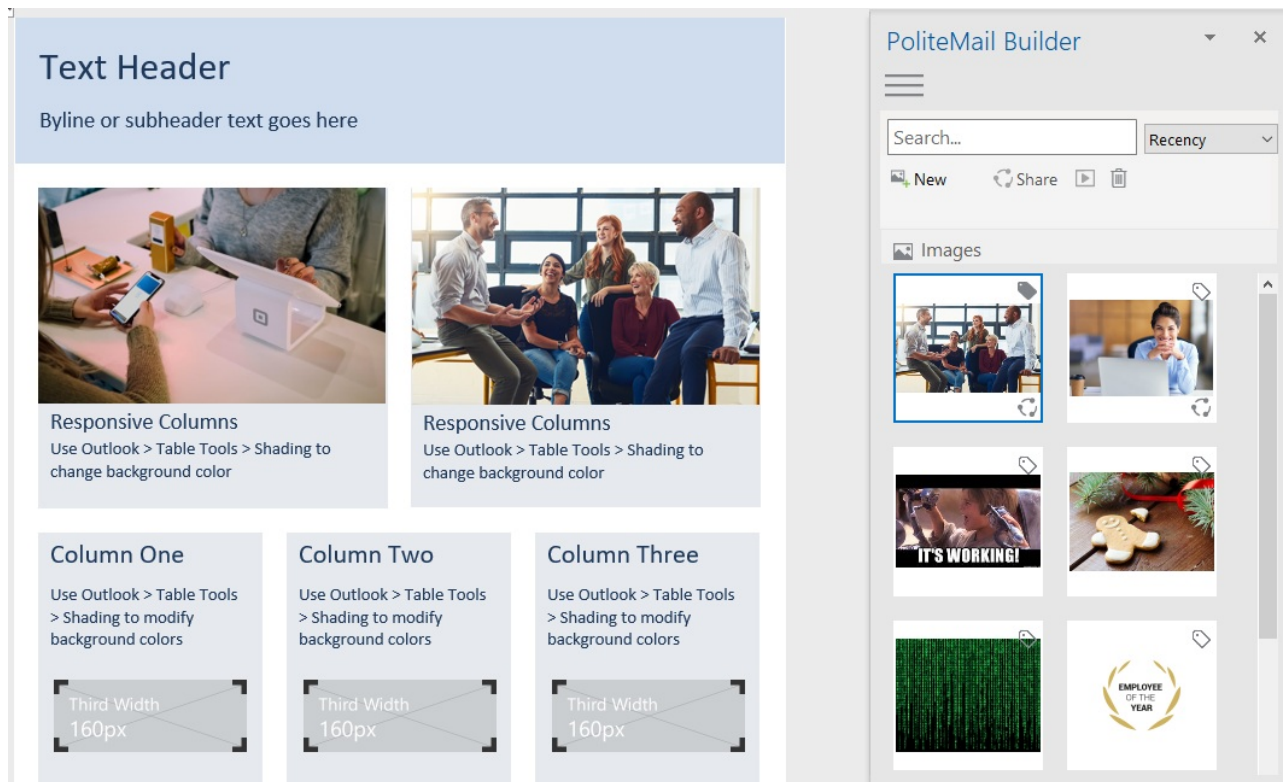 Text Header
Byline or subheader text goes here
Responsive Columns
Use Outlook > Table Tools > Shading to
change background color
Responsive Columns
Use Outlook > Table Tools > Shading to
change background color
Column One
Use Outlook > Table Tools
> Shading to modify
background colors
Third Width
160px
Column Two
Use Outlook > Table Tools
> Shading to modify
background colors
Third Width
160px
Column Three
Use Outlook > Table Tools
> Shading to modify
background colors
Third Width
160px
PoliteMail Builder
Search...
Recency
New
Share
Images
IT'S WORKING!
EMPLOYEE
OF THE
YEAR